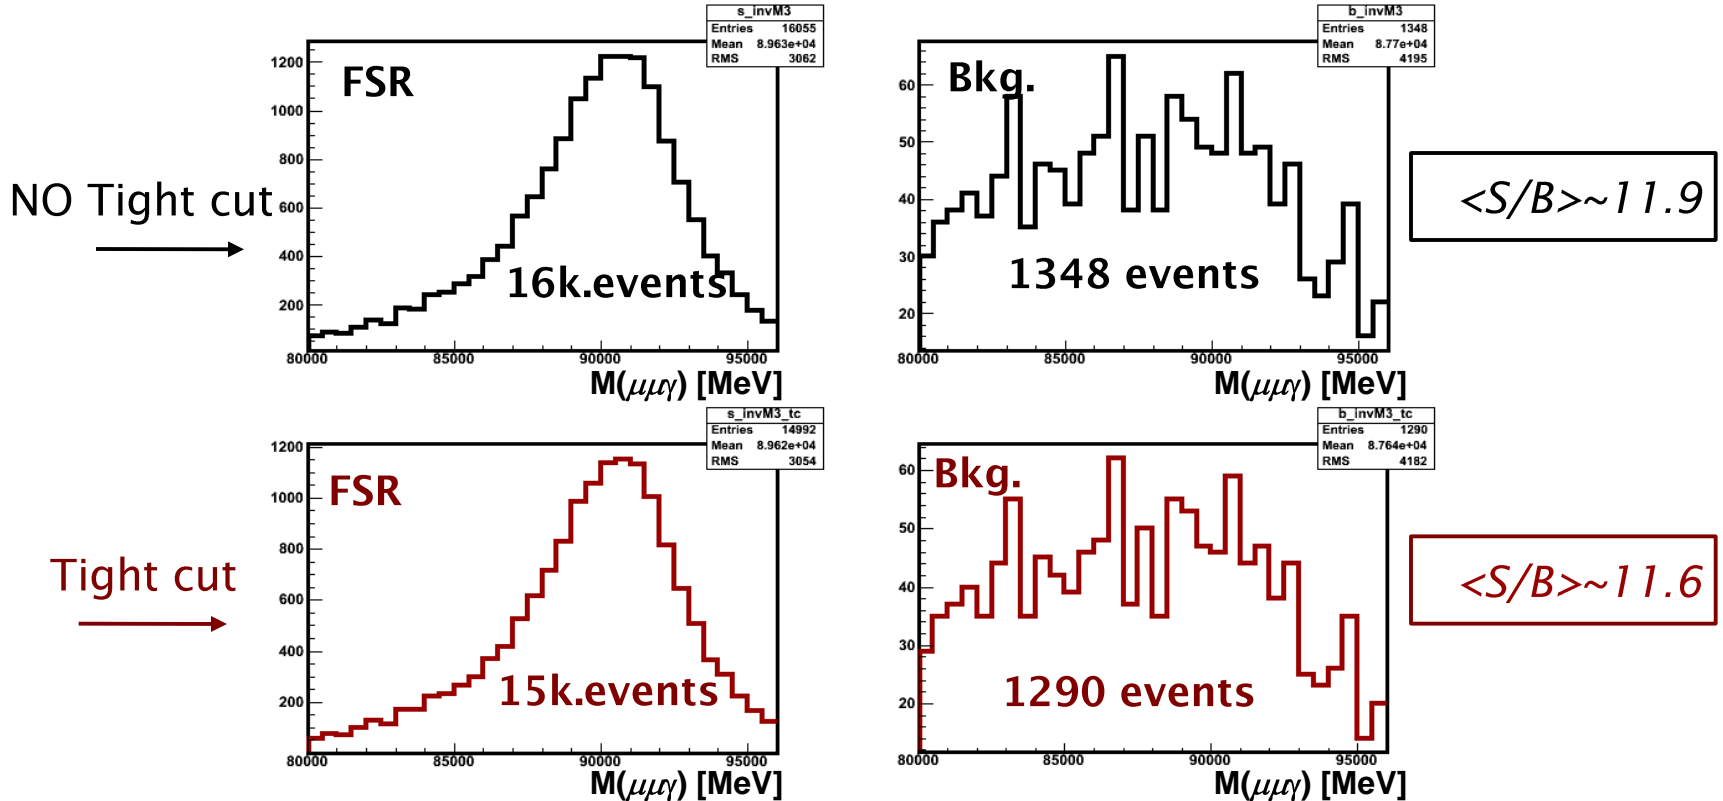 s_invM3
Entries 16055
Mean 8.963e+04
RMS 3062
FSR
1200
1000
800
600
400
200
16k.events
80000 85000 90000 95000
M(μμγ) [MeV]
b_invM3
Entries 1348
Mean 8.77e+04
RMS 4195
Bkg.
60
50
40
30
20
1348 events
80000 85000 90000 95000
M(μμγ) [MeV]
NO Tight cut
<S/B>~11.9
s_invM3_tc
Entries 14992
Mean 8.962e+04
RMS 3054
FSR
1200
1000
800
600
400
200
15k.events
80000 85000 90000 95000
M(μμγ) [MeV]
b_invM3_tc
Entries 1290
Mean 8.764e+04
RMS 4182
Bkg.
60
50
40
30
20
1290 events
80000 85000 90000 95000
M(μμγ) [MeV]
Tight cut
<S/B>~11.6